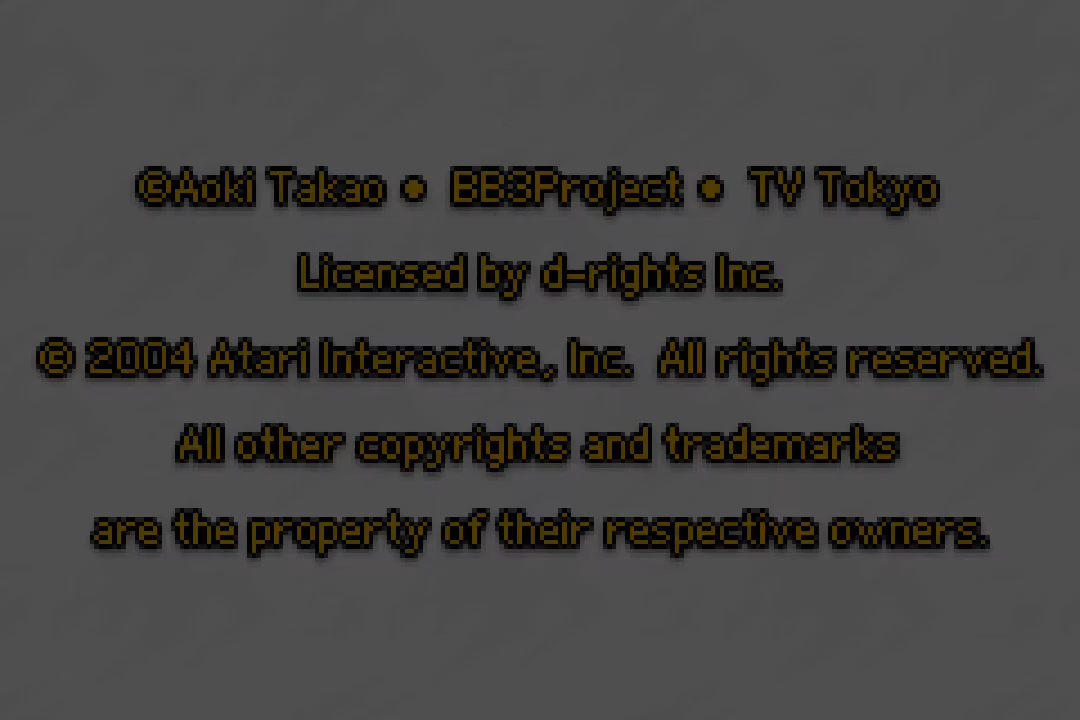 ©Aoki Takao • BB3Project • TV Tokyo
Licensed by d-rights Inc.
© 2004 Atari Interactive, Inc. All rights reserved.
All other copyrights and trademarks
are the property of their respective owners.